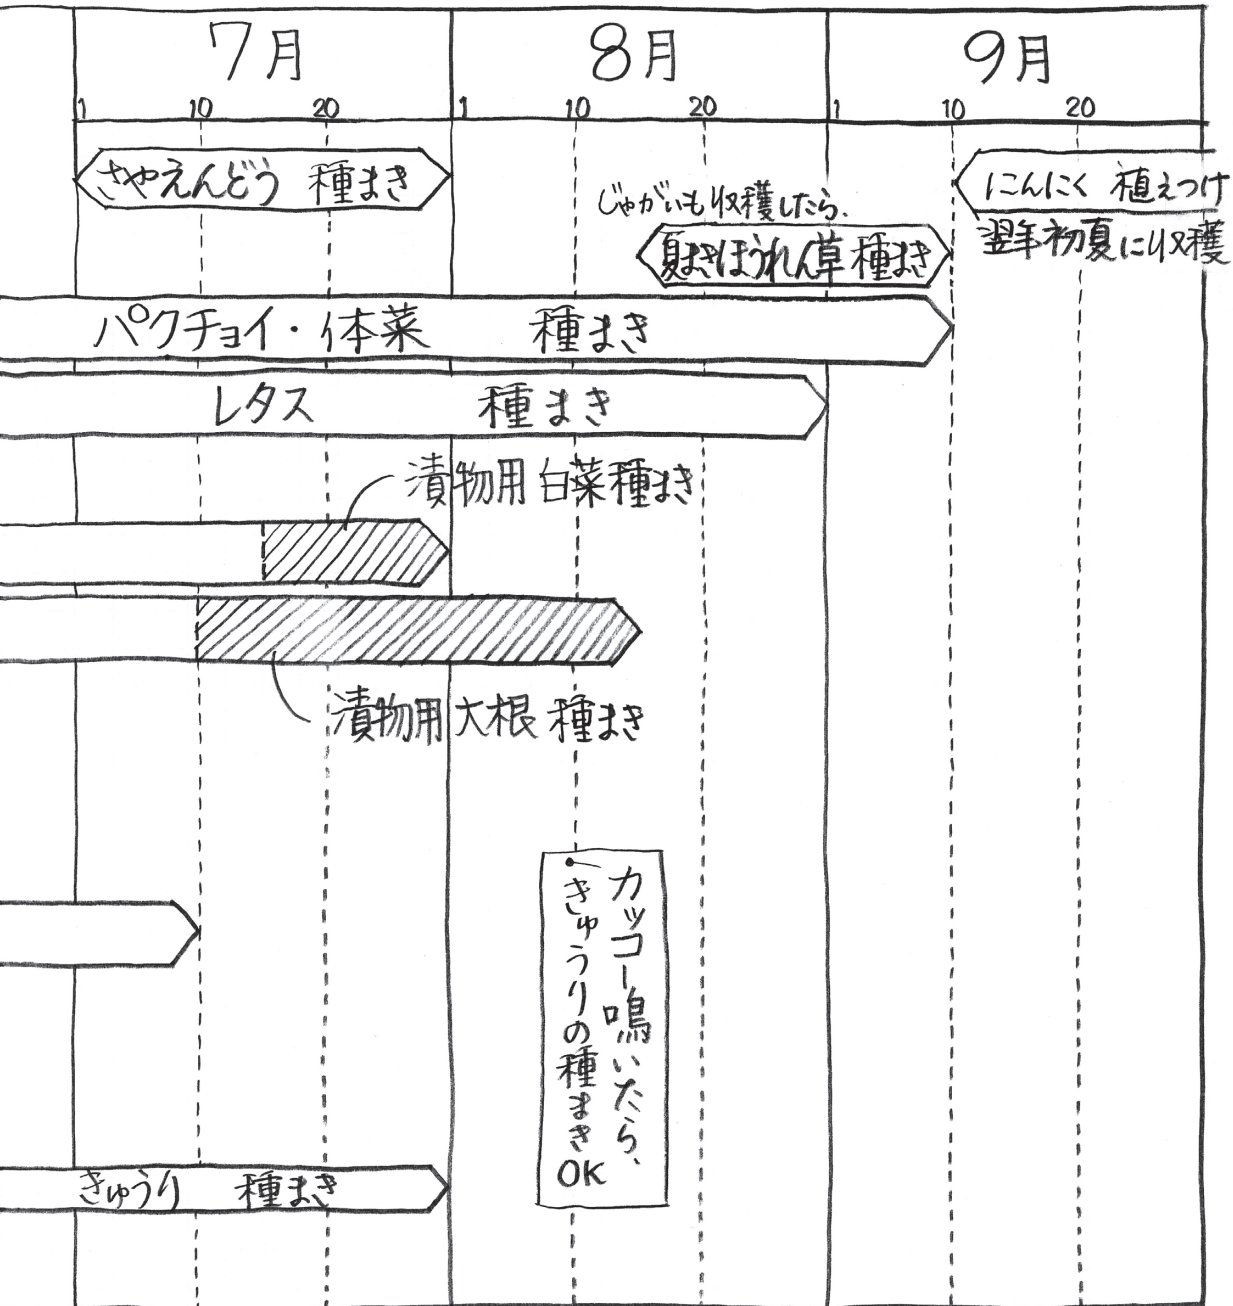 7月 8月 9月
1 10 20 1 10 20 1 10 20
さやえんどう 種まき
にんにく 植えつけ
翌年初夏に収穫
じゃがいも収穫したら、
夏まきほうれん草 種まき
パクチョイ・体菜 種まき
レタス 種まき
漬物用白菜種まき
漬物用大根 種まき
カッコー鳴いたら、
きゅうりの種まきOK
きゅうり 種まき